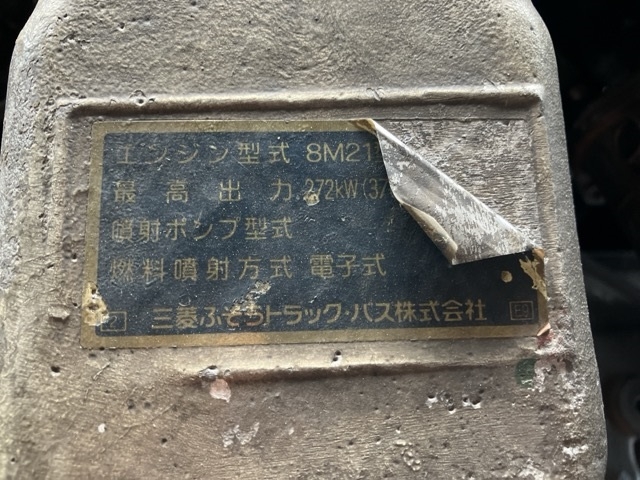 エンジン型式 8M21
最高出力 272kW(37
噴射ポンプ型式
燃料噴射方式 電子式
三菱ふそうトラック・バス株式会社